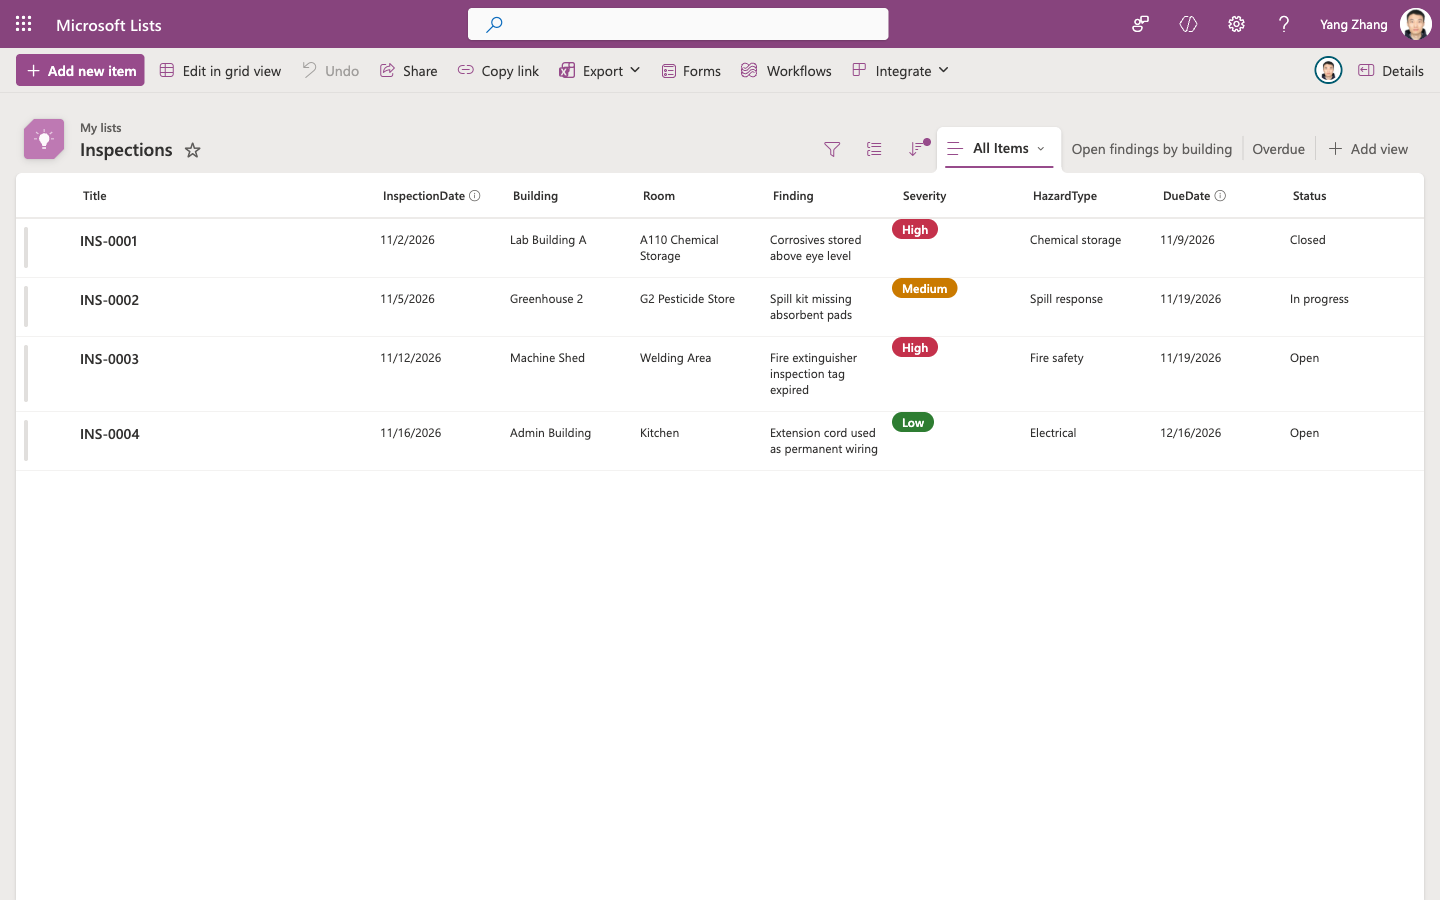 Microsoft Lists
Yang Zhang
Add new item
Edit in grid view
Undo
Share
Copy link
Export
Forms
Workflows
Integrate
Details
My lists
Inspections
All Items
Open findings by building
Overdue
Add view
Title InspectionDate Building Room Finding Severity HazardType DueDate Status
INS-0001 11/2/2026 Lab Building A A110 Chemical Corrosives stored High Chemical storage 11/9/2026 Closed
Storage above eye level
INS-0002 11/5/2026 Greenhouse 2 G2 Pesticide Store Spill kit missing Medium Spill response 11/19/2026 In progress
absorbent pads
INS-0003 11/12/2026 Machine Shed Welding Area Fire extinguisher High Fire safety 11/19/2026 Open
inspection tag
expired
INS-0004 11/16/2026 Admin Building Kitchen Extension cord used Low Electrical 12/16/2026 Open
as permanent wiring